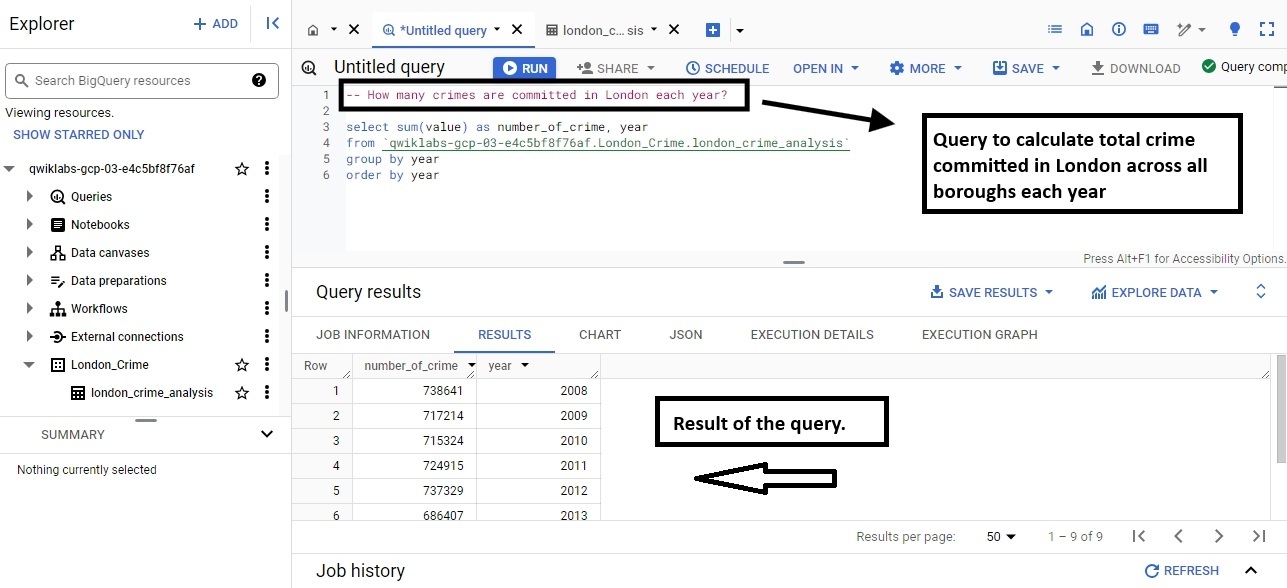 Explorer
+ ADD
Search BigQuery resources
Viewing resources.
SHOW STARRED ONLY
qwiklabs-gcp-03-e4c5bf8f76af
Queries
Notebooks
Data canvases
Data preparations
Workflows
External connections
London_Crime
london_crime_analysis
SUMMARY
Nothing currently selected
*Untitled query
london_c... sis
Untitled query
RUN
SHARE
SCHEDULE
OPEN IN
MORE
SAVE
DOWNLOAD
Query comp
1 -- How many crimes are committed in London each year?
2
3 select sum(value) as number_of_crime, year
4 from `qwiklabs-gcp-03-e4c5bf8f76af.London_Crime.london_crime_analysis`
5 group by year
6 order by year
Query to calculate total crime
committed in London across all
boroughs each year
Press Alt+F1 for Accessibility Options.
Query results
SAVE RESULTS
EXPLORE DATA
JOB INFORMATION RESULTS CHART JSON EXECUTION DETAILS EXECUTION GRAPH
Row number_of_crime year
1 738641 2008
2 717214 2009
3 715324 2010
4 724915 2011
5 737329 2012
6 686407 2013
Result of the query.
Results per page: 50 1 – 9 of 9
Job history
REFRESH